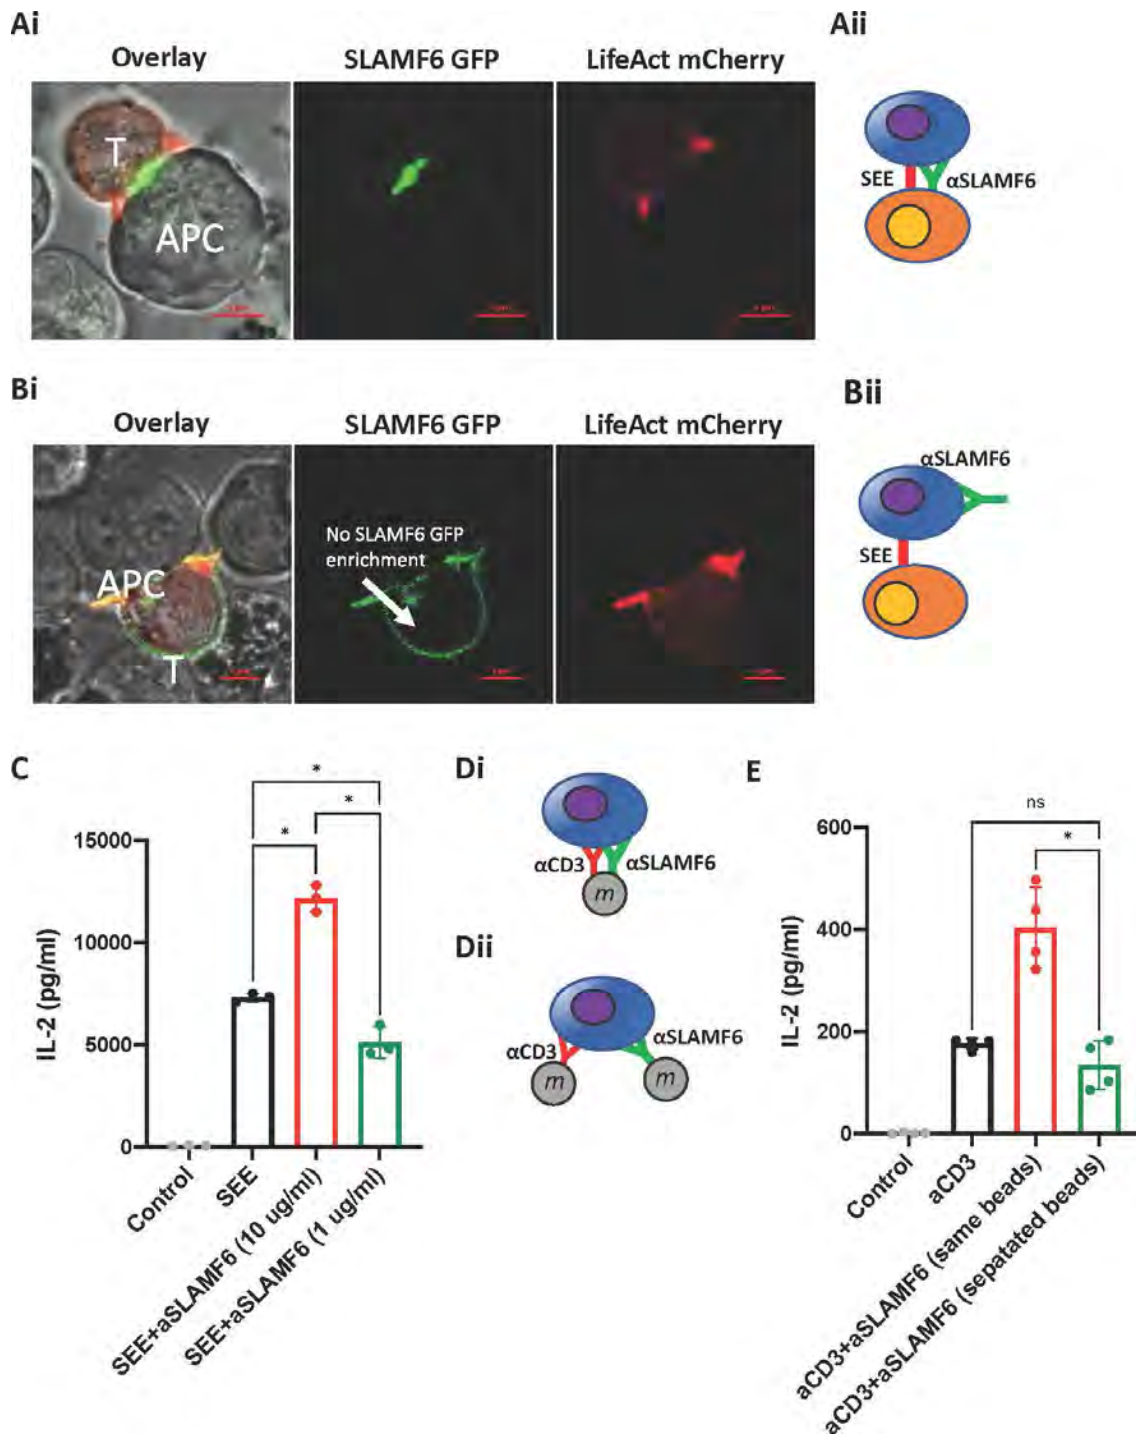 Ai
Overlay
SLAMF6 GFP
LifeAct mCherry
T
APC
Aii
SEE
αSLAMF6
Bi
Overlay
SLAMF6 GFP
LifeAct mCherry
APC
T
No SLAMF6 GFP
enrichment
Bii
αSLAMF6
SEE
C
*
*
*
15000
10000
5000
0
IL-2 (pg/ml)
Control
SEE
SEE+aSLAMF6 (10 ug/ml)
SEE+aSLAMF6 (1 ug/ml)
Di
αCD3
αSLAMF6
m
Dii
αCD3
αSLAMF6
m
m
E
ns
*
600
400
200
0
IL-2 (pg/ml)
Control
aCD3
aCD3+aSLAMF6 (same beads)
aCD3+aSLAMF6 (sepatated beads)